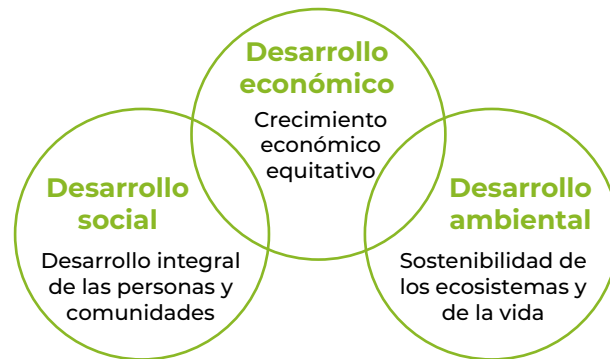 Desarrollo
económico
Crecimiento
económico
equitativo
Desarrollo
social
Desarrollo integral
de las personas y
comunidades
Desarrollo
ambiental
Sostenibilidad de
los ecosistemas y
de la vida